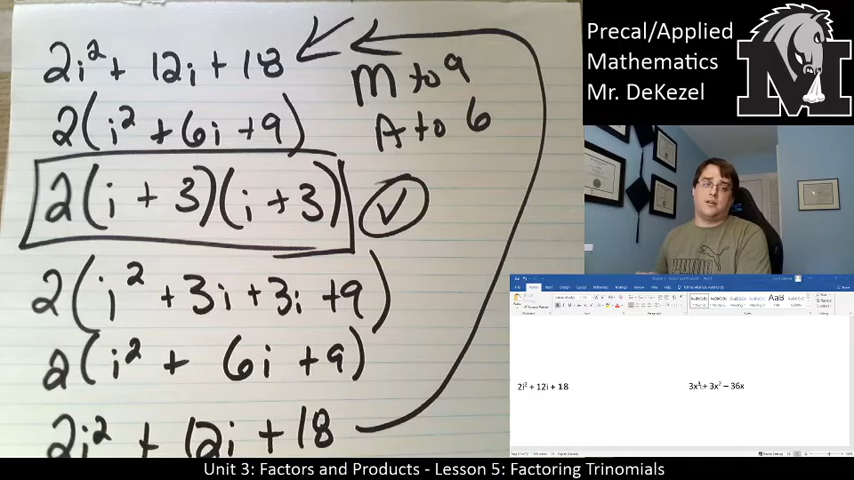 2i² + 12i + 18
M to 9
2(i² + 6i + 9)
A to 6
2(i + 3)(i + 3)
2(i² + 3i + 3i + 9)
2(i² + 6i + 9)
2i² + 12i + 18
Precal/Applied
Mathematics
Mr. DeKezel
M
PUMA
2i² + 12i + 18
3x³ + 3x² − 36x
Unit 3: Factors and Products - Lesson 5: Factoring Trinomials